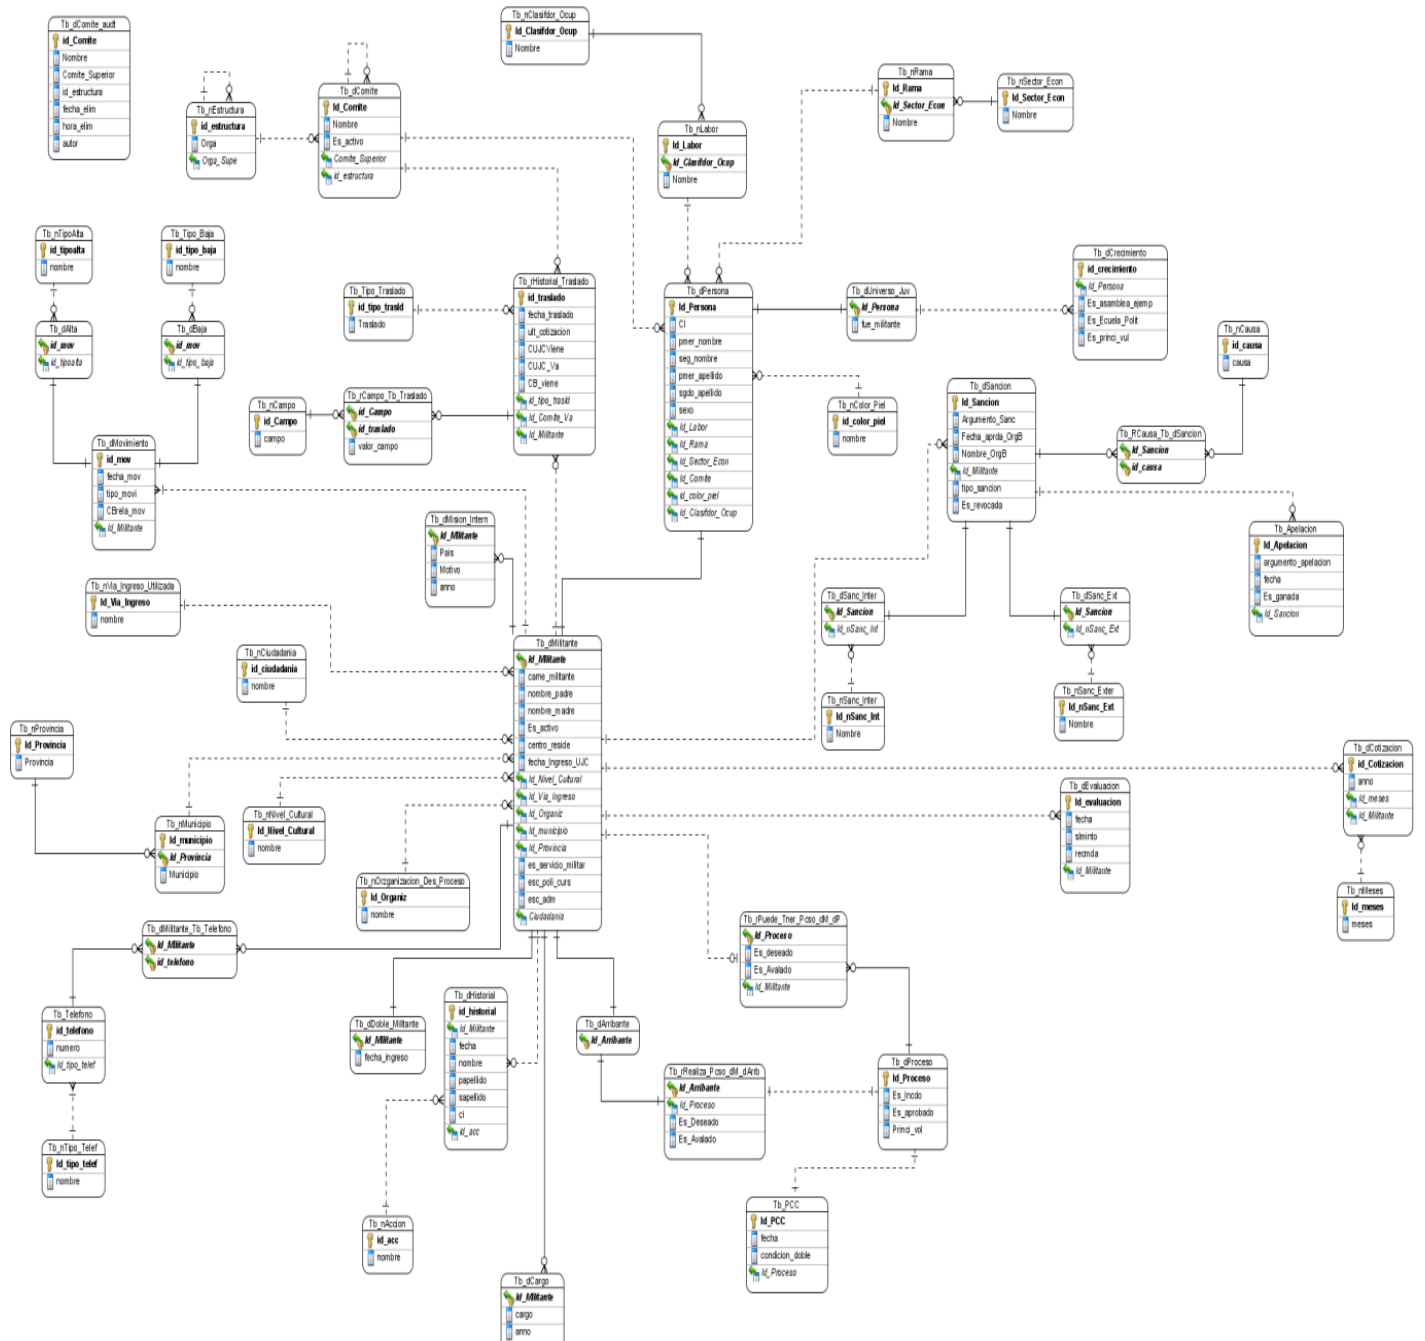 Tb_dComite_audt
id_Comite
Nombre
Comite_Superior
id_estructura
fecha_elim
hora_elim
autor
Tb_nEstructura
id_estructura
Orga
Orga_Supe
Tb_dComite
Id_Comite
Nombre
Es_activo
Comite_Superior
id_estructura
Tb_nClasifdor_Ocup
Id_Clasifdor_Ocup
Nombre
Tb_nLabor
Id_Labor
Id_Clasifdor_Ocup
Nombre
Tb_nRama
Id_Rama
Id_Sector_Econ
Nombre
Tb_nSector_Econ
Id_Sector_Econ
Nombre
Tb_nTipoAlta
id_tipoalta
nombre
Tb_Tipo_Baja
id_tipo_baja
nombre
Tb_dAlta
id_mov
id_tipoalta
Tb_dBaja
id_mov
id_tipo_baja
Tb_dMovimiento
id_mov
fecha_mov
tipo_movi
CBrela_mov
Id_Militante
Tb_Tipo_Traslado
id_tipo_trasld
Traslado
Tb_rHistorial_Traslado
id_traslado
fecha_traslado
ult_cotizacion
CUJCViene
CUJC_Va
CB_viene
id_tipo_trasld
Id_Comite_Va
Id_Militante
Tb_nCampo
id_Campo
campo
Tb_rCampo_Tb_Traslado
id_Campo
id_traslado
valor_campo
Tb_dPersona
Id_Persona
CI
pmer_nombre
seg_nombre
pmer_apellido
sgdo_apellido
sexo
Id_Labor
Id_Rama
Id_Sector_Econ
Id_Comite
id_color_piel
Id_Clasifdor_Ocup
Tb_dUniverso_Juv
Id_Persona
fue_militante
Tb_dCrecimiento
id_crecimiento
Id_Persona
Es_asamblea_ejemp
Es_Ecuela_Polit
Es_princi_vul
Tb_nColor_Piel
id_color_piel
nombre
Tb_nCausa
id_causa
causa
Tb_dSancion
Id_Sancion
Argumento_Sanc
Fecha_aprda_OrgB
Nombre_OrgB
Id_Militante
tipo_sancion
Es_revocada
Tb_RCausa_Tb_dSancion
Id_Sancion
id_causa
Tb_Apelacion
Id_Apelacion
argumento_apelacion
fecha
Es_ganada
Id_Sancion
Tb_dMision_Intern
Id_Militante
Pais
Motivo
anno
Tb_nVia_Ingreso_Utilizada
Id_Via_Ingreso
nombre
Tb_nCiudadania
id_ciudadania
nombre
Tb_dSanc_Inter
Id_Sancion
Id_nSanc_Int
Tb_dSanc_Ext
Id_Sancion
Id_nSanc_Ext
Tb_nSanc_Inter
Id_nSanc_Int
Nombre
Tb_nSanc_Exter
Id_nSanc_Ext
Nombre
Tb_dMilitante
Id_Militante
carne_militante
nombre_padre
nombre_madre
Es_activo
centro_reside
fecha_Ingreso_UJC
Id_Nivel_Cultural
Id_Via_Ingreso
Id_Organiz
Id_municipio
Id_Provincia
es_servicio_militar
esc_poli_curs
esc_adm
Ciudadania
Tb_nProvincia
Id_Provincia
Provincia
Tb_nMunicipio
Id_municipio
Id_Provincia
Municipio
Tb_nNivel_Cultural
Id_Nivel_Cultural
nombre
Tb_nOrzganizacion_Des_Proceso
Id_Organiz
nombre
Tb_dCotizacion
id_Cotizacion
anno
Id_meses
Id_Militante
Tb_nMeses
Id_meses
meses
Tb_dEvaluacion
Id_evaluacion
fecha
slminto
recmda
Id_Militante
Tb_dMilitante_Tb_Telefono
Id_Militante
id_telefono
Tb_Telefono
id_telefono
numero
Id_tipo_telef
Tb_nTipo_Telef
Id_tipo_telef
nombre
Tb_dDoble_Militante
Id_Militante
fecha_ingreso
Tb_dHistorial
id_historial
Id_Militante
fecha
nombre
papellido
sapellido
ci
id_acc
Tb_nAccion
id_acc
nombre
Tb_dArribante
Id_Arribante
Tb_rPuede_Tner_Pcso_dM_dP
Id_Proceso
Es_deseado
Es_Avalado
Id_Militante
Tb_rRealiza_Pcso_dM_dArrb
Id_Arribante
Id_Proceso
Es_Deseado
Es_Avalado
Tb_dProceso
Id_Proceso
Es_Incdo
Es_aprobado
Princi_vol
Tb_PCC
Id_PCC
fecha
condicion_doble
Id_Proceso
Tb_dCargo
Id_Militante
cargo
anno